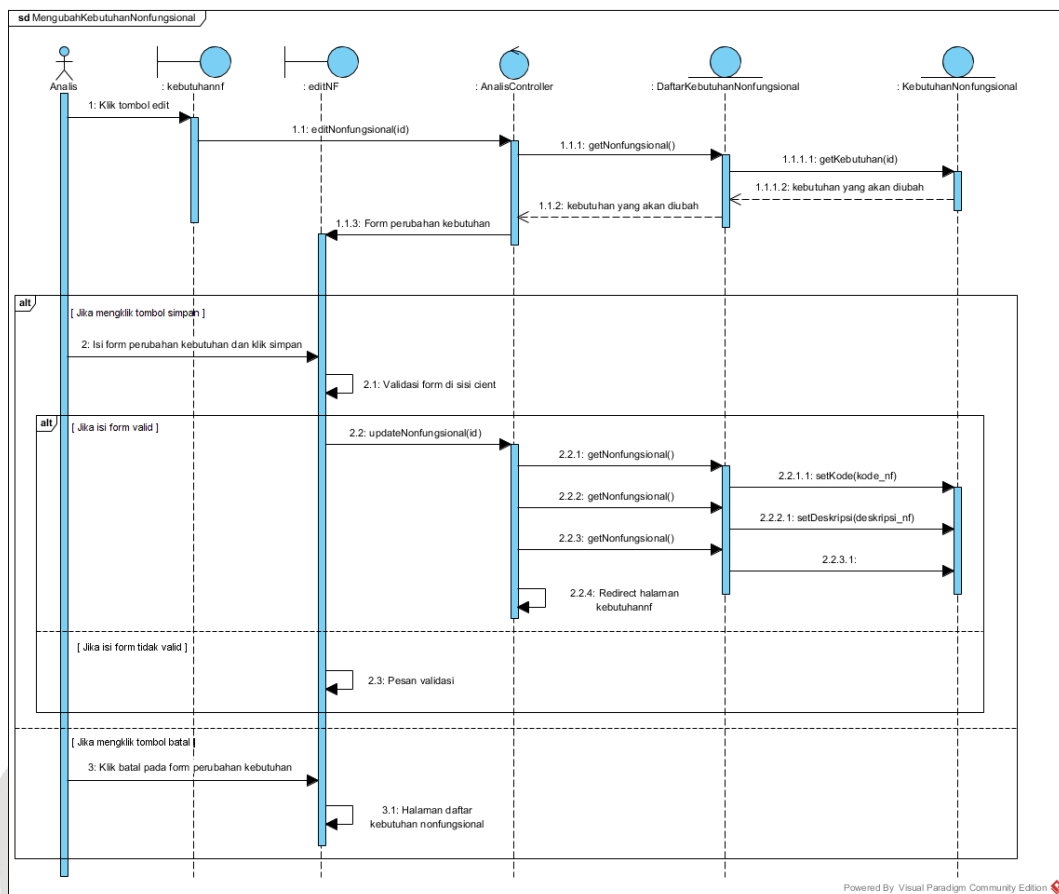 sd MengubahKebutuhanNonfungsional
Analis
: kebutuhannf
: editNF
: AnalisController
: DaftarKebutuhanNonfungsional
: KebutuhanNonfungsional
1: Klik tombol edit
1.1: editNonfungsional(id)
1.1.1: getNonfungsional()
1.1.1.1: getKebutuhan(id)
1.1.1.2: kebutuhan yang akan diubah
1.1.2: kebutuhan yang akan diubah
1.1.3: Form perubahan kebutuhan
alt
[ Jika mengklik tombol simpan ]
2: Isi form perubahan kebutuhan dan klik simpan
2.1: Validasi form di sisi cient
alt
[ Jika isi form valid ]
2.2: updateNonfungsional(id)
2.2.1: getNonfungsional()
2.2.1.1: setKode(kode_nf)
2.2.2: getNonfungsional()
2.2.2.1: setDeskripsi(deskripsi_nf)
2.2.3: getNonfungsional()
2.2.3.1:
2.2.4: Redirect halaman
kebutuhannf
[ Jika isi form tidak valid ]
2.3: Pesan validasi
[ Jika mengklik tombol batal ]
3: Klik batal pada form perubahan kebutuhan
3.1: Halaman daftar
kebutuhan nonfungsional
Powered By Visual Paradigm Community Edition